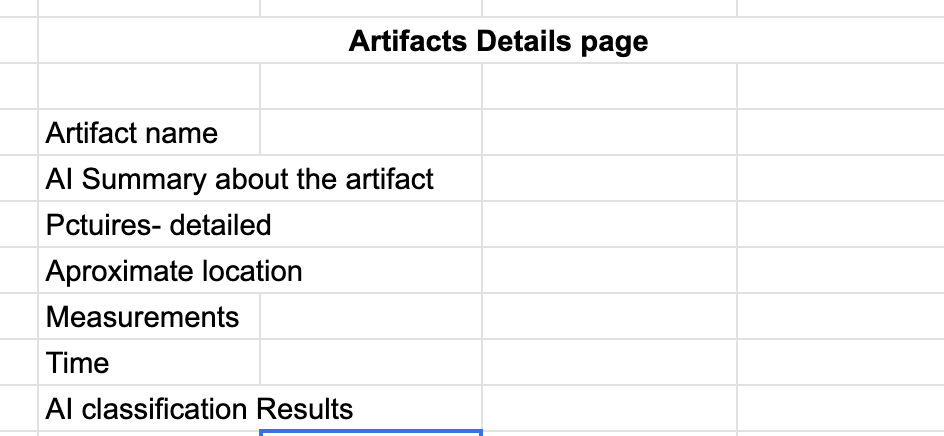 Artifacts Details page
Artifact name
AI Summary about the artifact
Pctuires- detailed
Aproximate location
Measurements
Time
AI classification Results